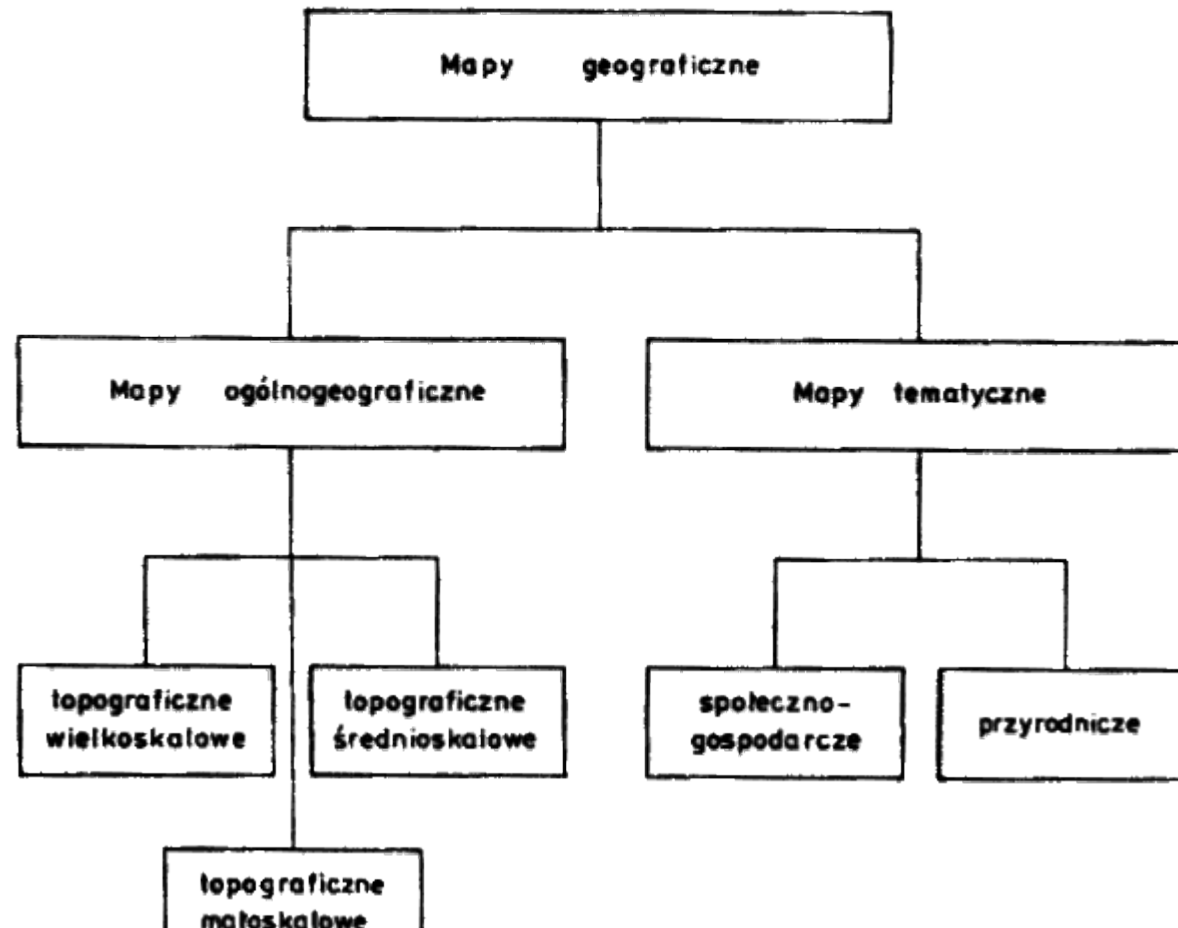 Mapy geograficzne
Mapy ogólnogeograficzne
Mapy tematyczne
topograficzne
wielkoskalowe
topograficzne
średnioskalowe
społeczno-
gospodarcze
przyrodnicze
topograficzne
małoskalowe